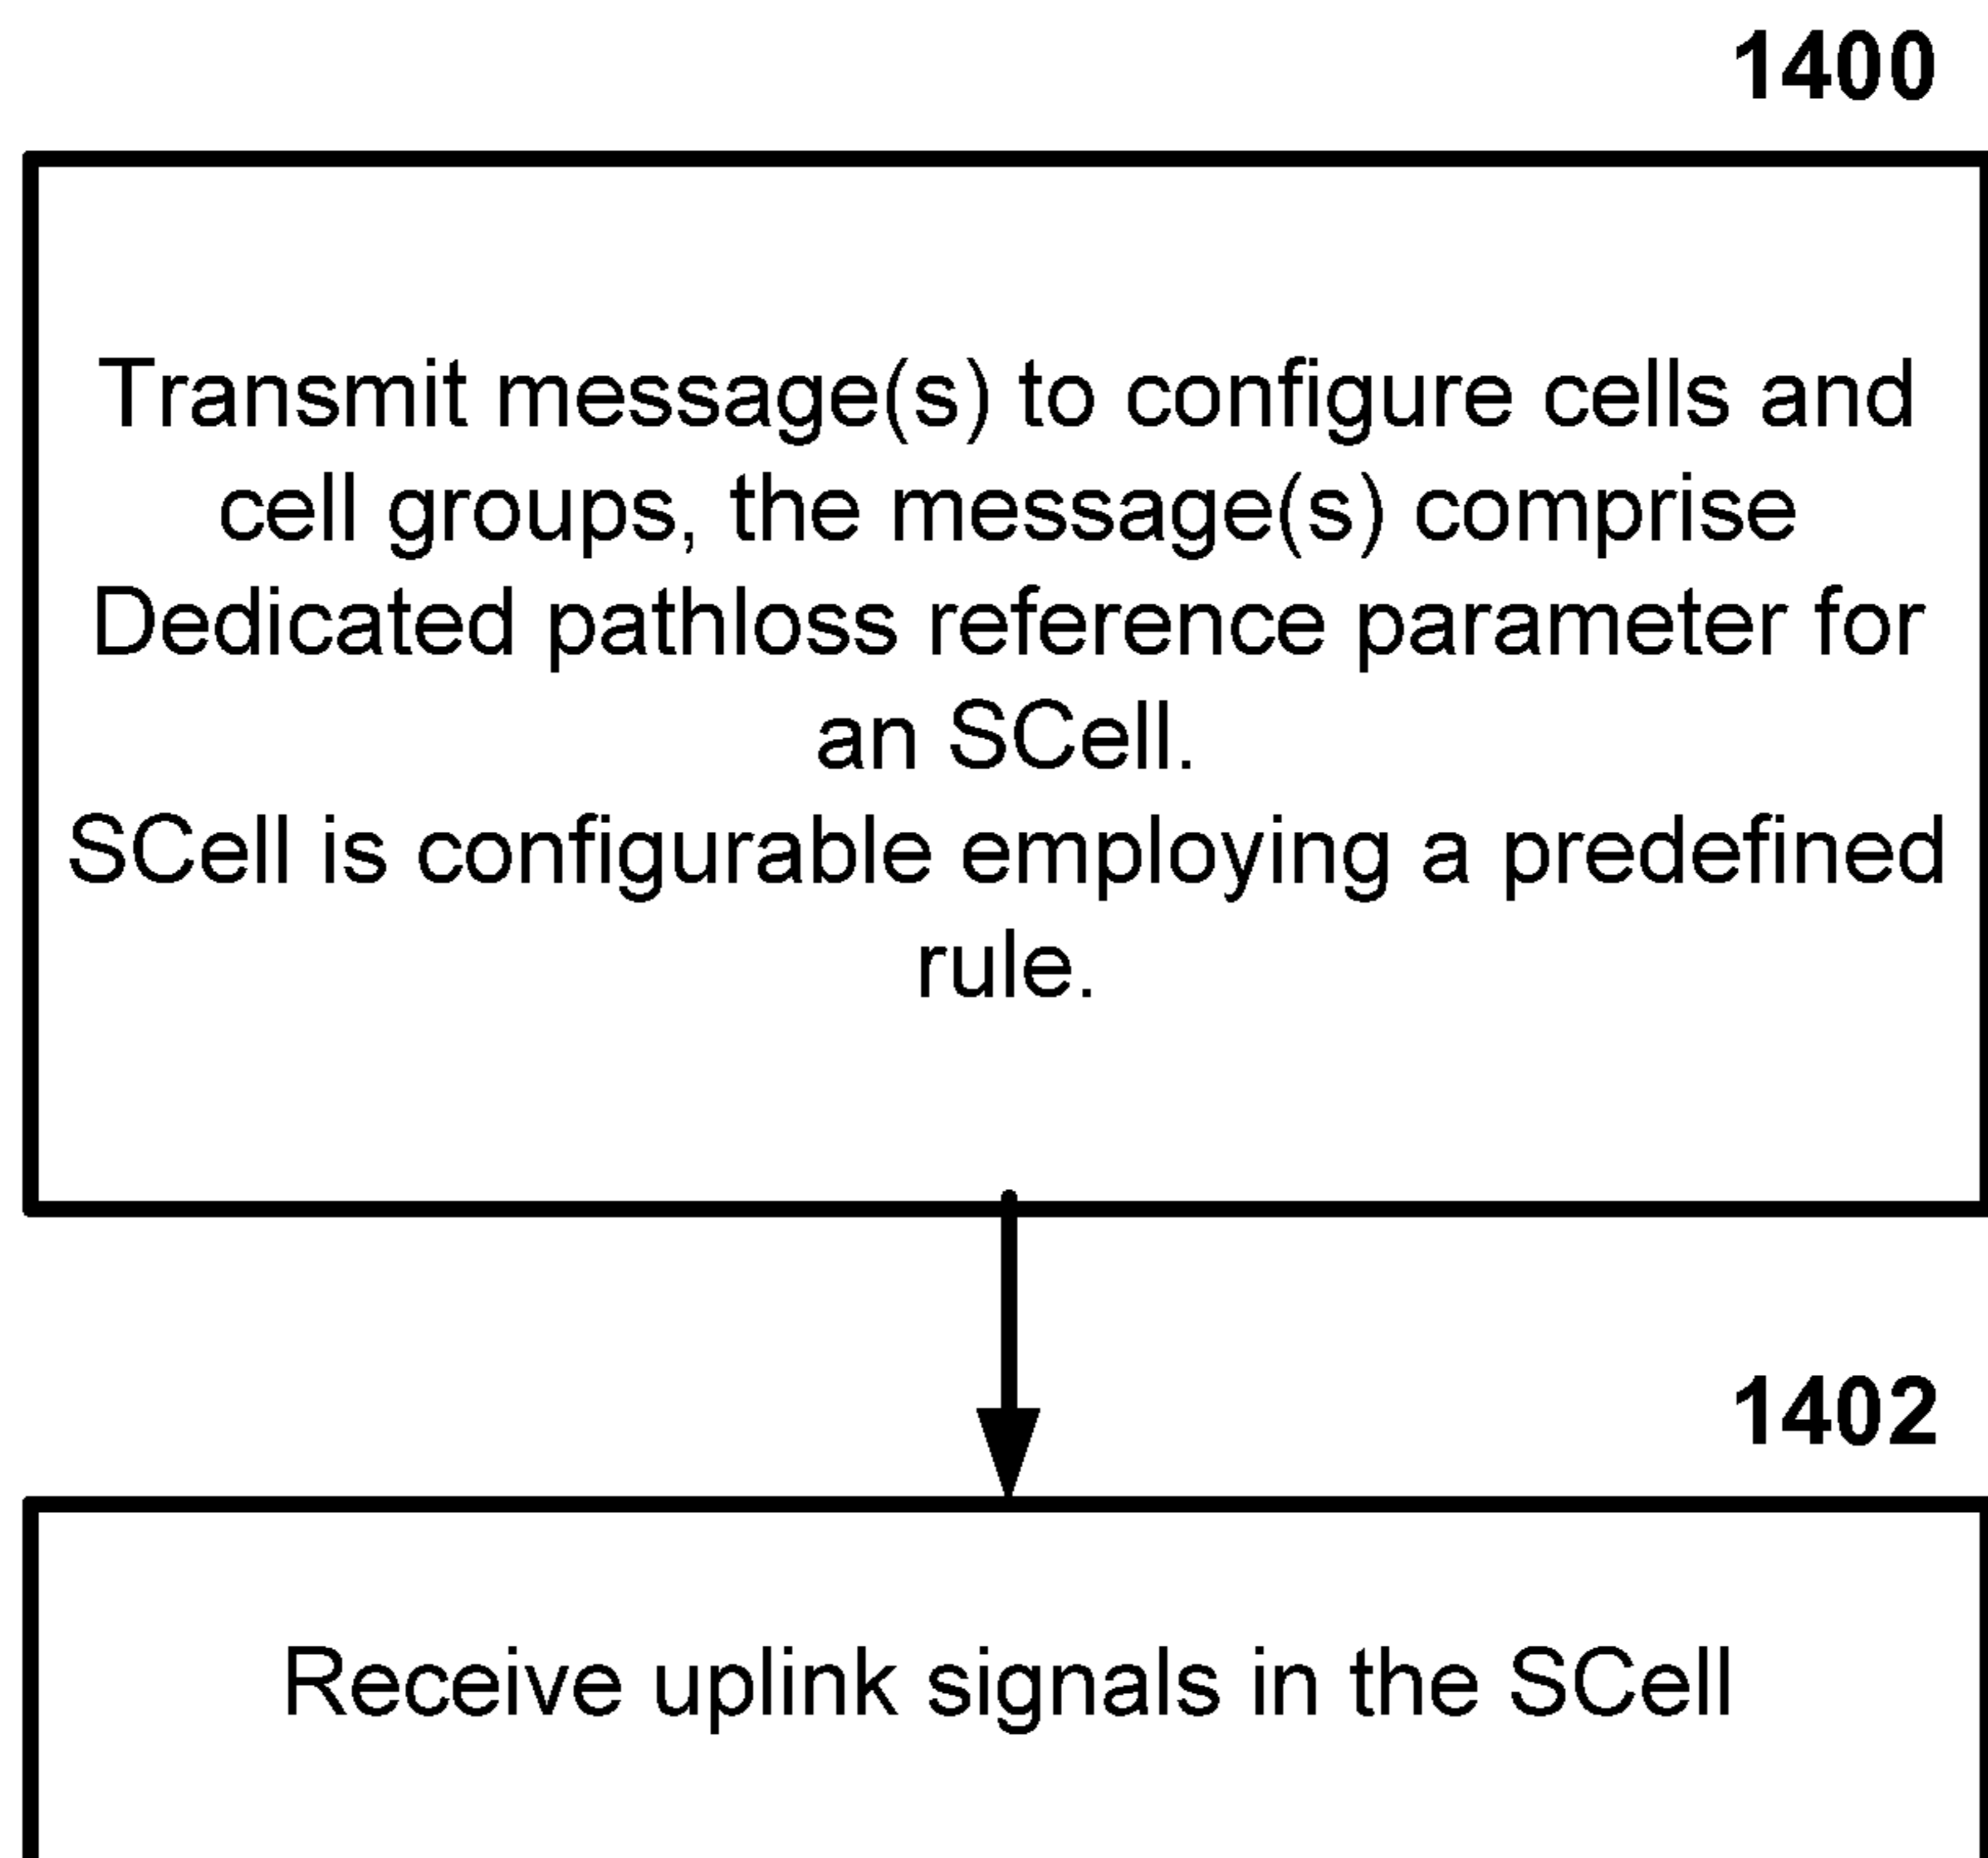 1400
Transmit message(s) to configure cells and
cell groups, the message(s) comprise
Dedicated pathloss reference parameter for
an SCell.
SCell is configurable employing a predefined
rule.
1402
Receive uplink signals in the SCell